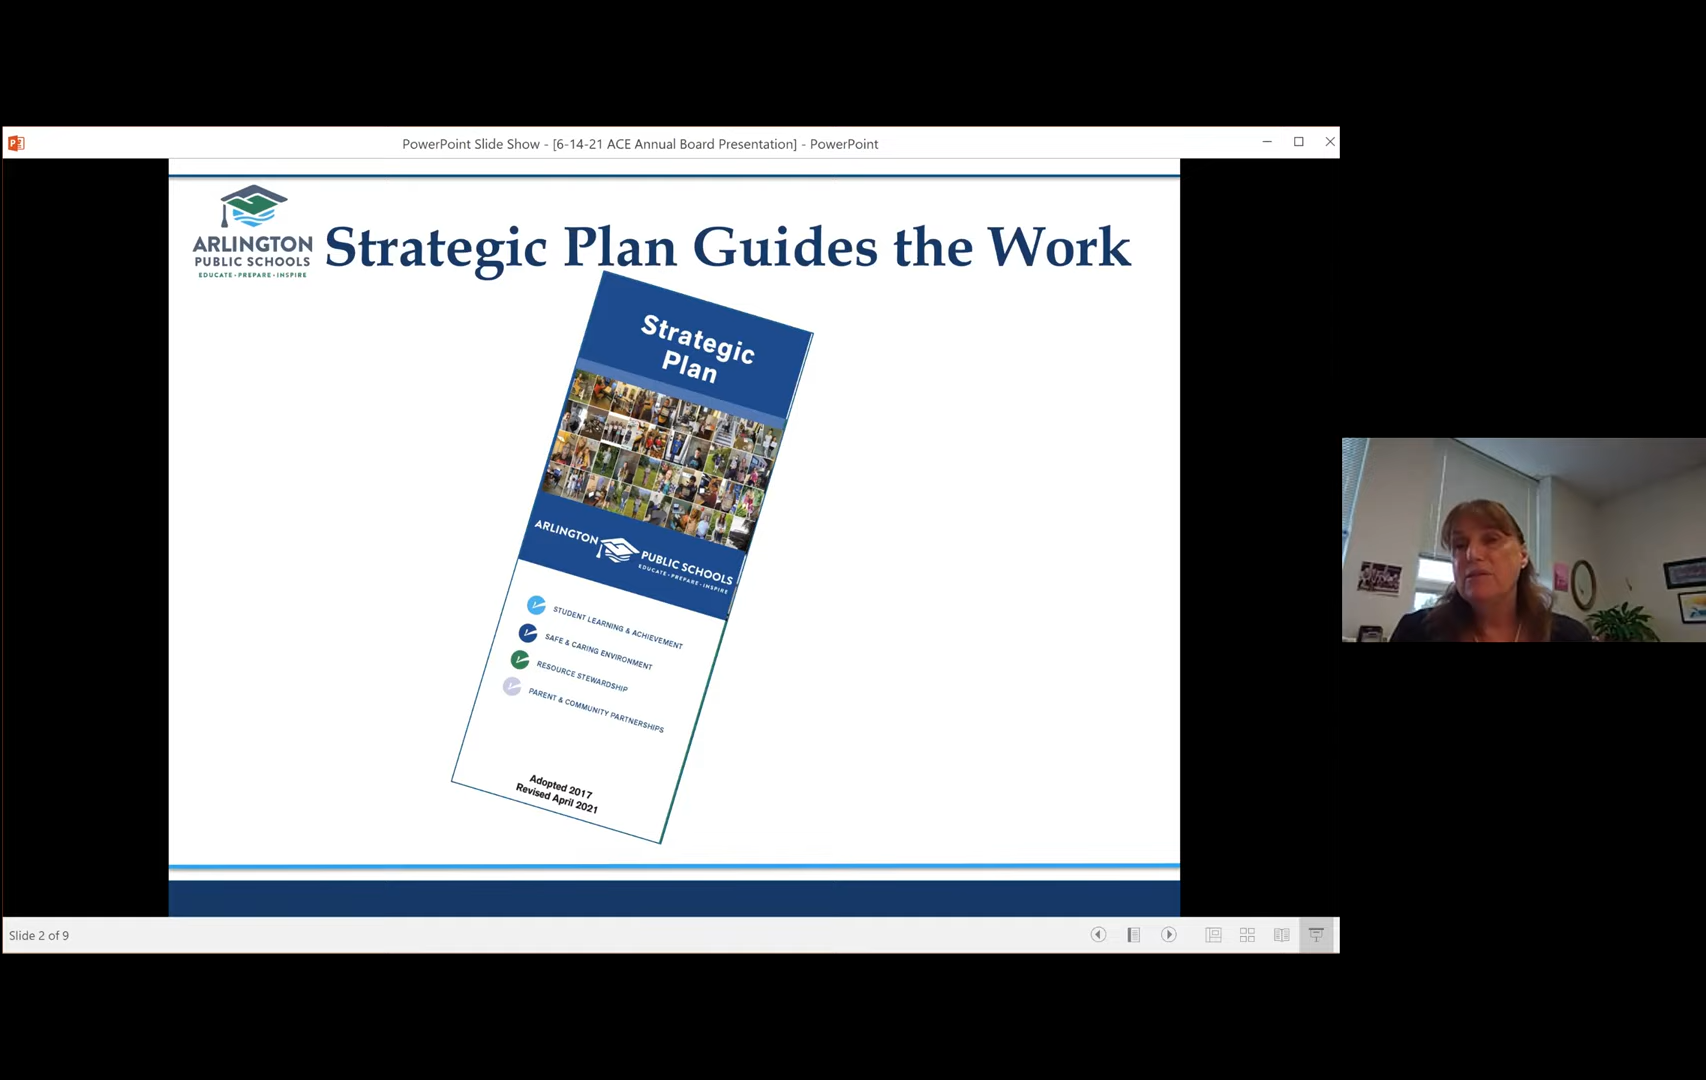 PowerPoint Slide Show - [6-14-21 ACE Annual Board Presentation] - PowerPoint
ARLINGTON
PUBLIC SCHOOLS
EDUCATE • PREPARE • INSPIRE
Strategic Plan Guides the Work
Strategic
Plan
ARLINGTON
PUBLIC SCHOOLS
EDUCATE • PREPARE • INSPIRE
STUDENT LEARNING & ACHIEVEMENT
SAFE & CARING ENVIRONMENT
RESOURCE STEWARDSHIP
PARENT & COMMUNITY PARTNERSHIPS
Adopted 2017
Revised April 2021
Slide 2 of 9